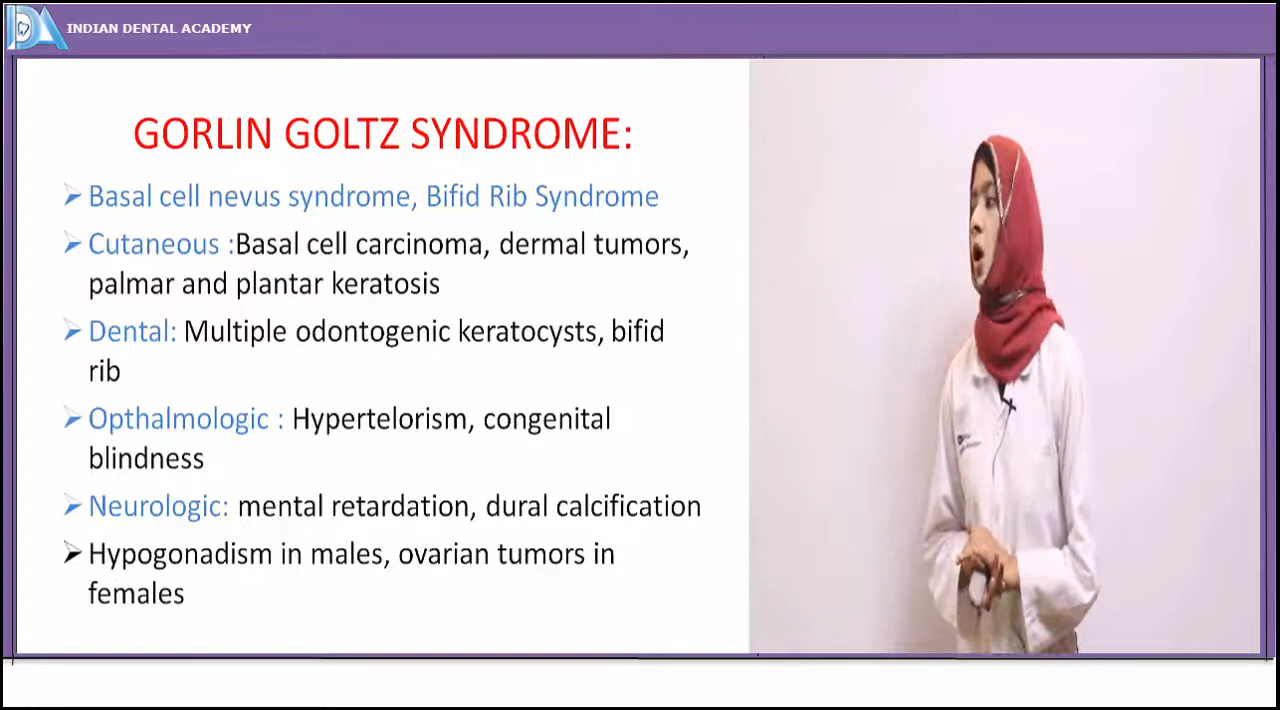 INDIAN DENTAL ACADEMY
GORLIN GOLTZ SYNDROME:
Basal cell nevus syndrome, Bifid Rib Syndrome
Cutaneous :Basal cell carcinoma, dermal tumors,
palmar and plantar keratosis
Dental: Multiple odontogenic keratocysts, bifid
rib
Opthalmologic : Hypertelorism, congenital
blindness
Neurologic: mental retardation, dural calcification
Hypogonadism in males, ovarian tumors in
females